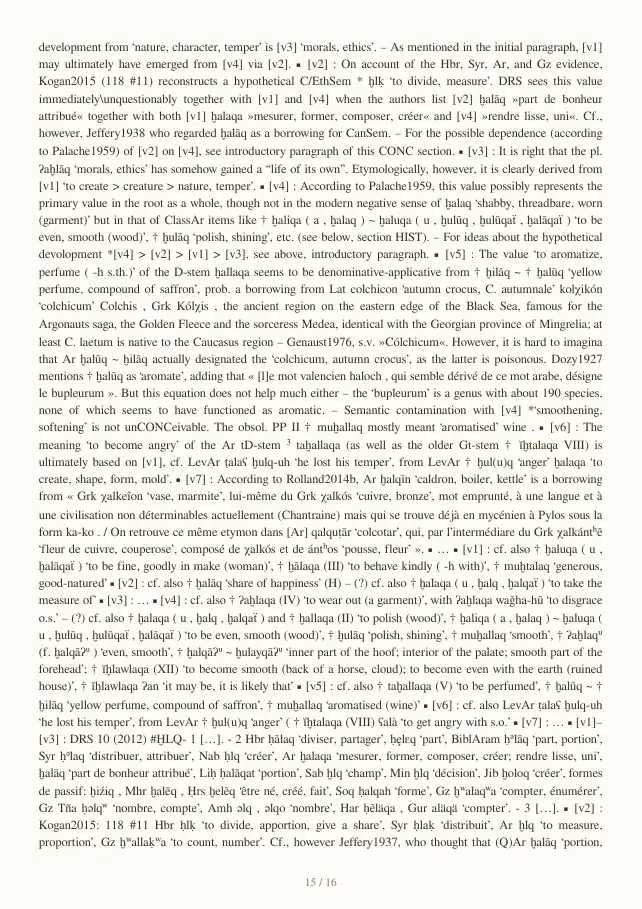 development from ‘nature, character, temper’ is [v3] ‘morals, ethics’. – As mentioned in the initial paragraph, [v1]
may ultimately have emerged from [v4] via [v2]. ▪ [v2] : On account of the Hbr, Syr, Ar, and Gz evidence,
Kogan2015 (118 #11) reconstructs a hypothetical C/EthSem * ḫlḳ ‘to divide, measure’. DRS sees this value
immediately\unquestionably together with [v1] and [v4] when the authors list [v2] ḫalāq »part de bonheur
attribué« together with both [v1] ḫalaqa »mesurer, former, composer, créer« and [v4] »rendre lisse, uni«. Cf.,
however, Jeffery1938 who regarded ḫalāq as a borrowing for CanSem. – For the possible dependence (according
to Palache1959) of [v2] on [v4], see introductory paragraph of this CONC section. ▪ [v3] : It is right that the pl.
ʔaḫlāq ‘morals, ethics’ has somehow gained a “life of its own”. Etymologically, however, it is clearly derived from
[v1] ‘to create > creature > nature, temper’. ▪ [v4] : According to Palache1959, this value possibly represents the
primary value in the root as a whole, though not in the modern negative sense of ḫalaq ‘shabby, threadbare, worn
(garment)’ but in that of ClassAr items like † ḫaliqa ( a , ḫalaq ) ~ ḫaluqa ( u , ḫulūq , ḫulūqaẗ , ḫalāqaẗ ) ‘to be
even, smooth (wood)’, † ḫulāq ‘polish, shining’, etc. (see below, section HIST). – For ideas about the hypothetical
devolopment *[v4] > [v2] > [v1] > [v3], see above, introductory paragraph. ▪ [v5] : The value ‘to aromatize,
perfume ( -h s.th.)’ of the D-stem ḫallaqa seems to be denominative-applicative from † ḫilāq ~ † ḫalūq ‘yellow
perfume, compound of saffron’, prob. a borrowing from Lat colchicon ‘autumn crocus, C. autumnale’ kolχikón
‘colchicum’ Colchis , Grk Kólχis , the ancient region on the eastern edge of the Black Sea, famous for the
Argonauts saga, the Golden Fleece and the sorceress Medea, identical with the Georgian province of Mingrelia; at
least C. laetum is native to the Caucasus region – Genaust1976, s.v. »Cólchicum«. However, it is hard to imagina
that Ar ḫalūq ~ ḫilāq actually designated the ‘colchicum, autumn crocus’, as the latter is poisonous. Dozy1927
mentions † ḫalūq as ‘aromate’, adding that « [l]e mot valencien haloch , qui semble dérivé de ce mot arabe, désigne
le bupleurum ». But this equation does not help much either – the ‘bupleurum’ is a genus with about 190 species,
none of which seems to have functioned as aromatic. – Semantic contamination with [v4] *‘smoothening,
softening’ is not unCONCeivable. The obsol. PP II † muḫallaq mostly meant ‘aromatised’ wine . ▪ [v6] : The
meaning ‘to become angry’ of the Ar tD-stem ³ taḫallaqa (as well as the older Gt-stem † ĭḫtalaqa VIII) is
ultimately based on [v1], cf. LevAr ṭalaʕ ḫulq-uh ‘he lost his temper’, from LevAr † ḫul(u)q ‘anger’ ḫalaqa ‘to
create, shape, form, mold’. ▪ [v7] : According to Rolland2014b, Ar ḫalqīn ‘caldron, boiler, kettle’ is a borrowing
from « Grk χalkeîon ‘vase, marmite’, lui-même du Grk χalkós ‘cuivre, bronze’, mot emprunté, à une langue et à
une civilisation non déterminables actuellement (Chantraine) mais qui se trouve déjà en mycénien à Pylos sous la
form ka-ko . / On retrouve ce même etymon dans [Ar] qalquṭār ‘colcotar’, qui, par l’intermédiare du Grk χalkántʰē
‘fleur de cuivre, couperose’, composé de χalkós et de ántʰos ‘pousse, fleur’ ». ▪ … ▪ [v1] : cf. also † ḫaluqa ( u ,
ḫalāqaẗ ) ‘to be fine, goodly in make (woman)’, † ḫālaqa (III) ‘to behave kindly ( -h with)’, † muḫtalaq ‘generous,
good-natured’ ▪ [v2] : cf. also † ḫalāq ‘share of happiness’ (H) – (?) cf. also † ḫalaqa ( u , ḫalq , ḫalqaẗ ) ‘to take the
measure of’ ▪ [v3] : … ▪ [v4] : cf. also † ʔaḫlaqa (IV) ‘to wear out (a garment)’, with ʔaḫlaqa waǧha-hū ‘to disgrace
o.s.’ – (?) cf. also † ḫalaqa ( u , ḫalq , ḫalqaẗ ) and † ḫallaqa (II) ‘to polish (wood)’, † ḫaliqa ( a , ḫalaq ) ~ ḫaluqa (
u , ḫulūq , ḫulūqaẗ , ḫalāqaẗ ) ‘to be even, smooth (wood)’, † ḫulāq ‘polish, shining’, † muḫallaq ‘smooth’, † ʔaḫlaqᵘ
(f. ḫalqāʔᵘ ) ‘even, smooth’, † ḫalqāʔᵘ ~ ḫulayqāʔᵘ ‘inner part of the hoof; interior of the palate; smooth part of the
forehead’; † ĭḫlawlaqa (XII) ‘to become smooth (back of a horse, cloud); to become even with the earth (ruined
house)’, † ĭḫlawlaqa ʔan ‘it may be, it is likely that’ ▪ [v5] : cf. also † taḫallaqa (V) ‘to be perfumed’, † ḫalūq ~ †
ḫilāq ‘yellow perfume, compound of saffron’, † muḫallaq ‘aromatised (wine)’ ▪ [v6] : cf. also LevAr ṭalaʕ ḫulq-uh
‘he lost his temper’, from LevAr † ḫul(u)q ‘anger’ ( † ĭḫtalaqa (VIII) ʕalà ‘to get angry with s.o.’ ▪ [v7] : … ▪ [v1]–
[v3] : DRS 10 (2012) #ḪLQ- 1 […]. - 2 Hbr ḥālaq ‘diviser, partager’, ḥęlɛq ‘part’, BiblAram ḥᵃlāq ‘part, portion’,
Syr ḥᵊlaq ‘distribuer, attribuer’, Nab ḫlq ‘créer’, Ar ḫalaqa ‘mesurer, former, composer, créer; rendre lisse, uni’,
ḫalāq ‘part de bonheur attribué’, Liḥ ḫalāqat ‘portion’, Sab ḫlq ‘champ’, Min ḫlq ‘décision’, Jib ḫoloq ‘créer’, formes
de passif: ḫiźiq , Mhr ḫalēq , Ḥrs ḫelēq ‘être né, créé, fait’, Soq ḥalqah ‘forme’, Gz ḫʷalaqʷa ‘compter, énumérer’,
Gz Tña ḫəlqʷ ‘nombre, compte’, Amh əlq , əlqo ‘nombre’, Har ḥēläqa , Gur aläqä ‘compter’. - 3 […]. ▪ [v2] :
Kogan2015: 118 #11 Hbr ḥlḳ ‘to divide, apportion, give a share’, Syr ḥlaḳ ‘distribuit’, Ar ḫlq ‘to measure,
proportion’, Gz ḫʷallaḳʷa ‘to count, number’. Cf., however Jeffery1937, who thought that (Q)Ar ḫalāq ‘portion,
15 / 16